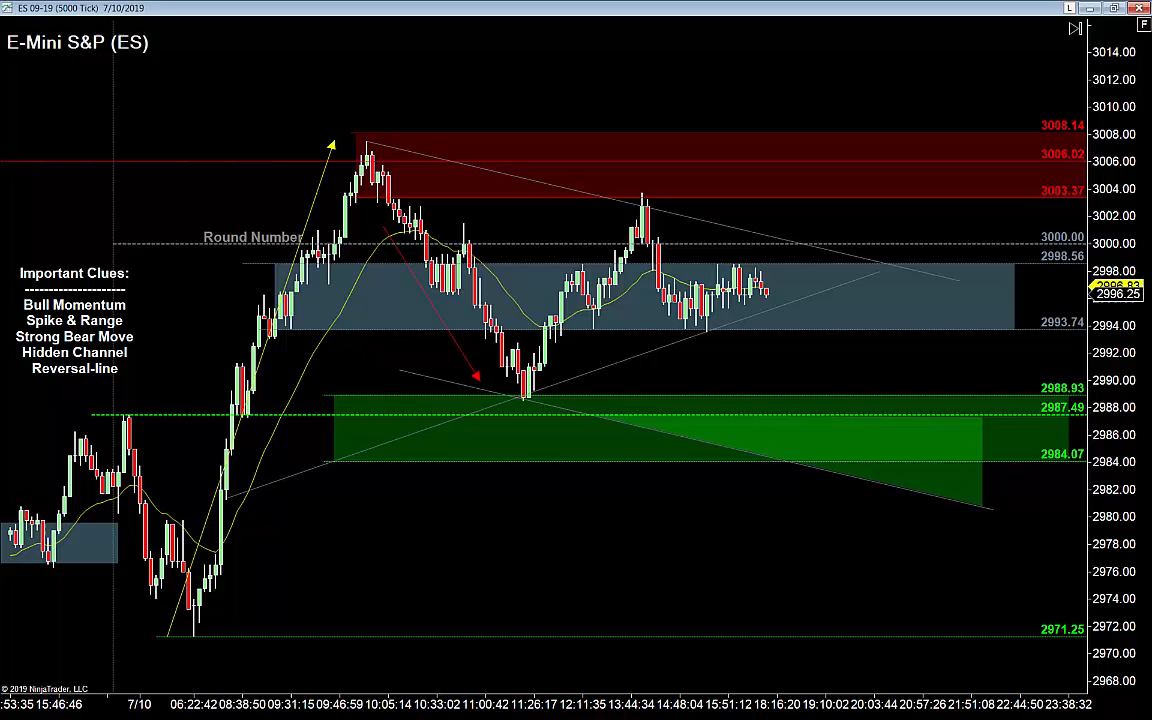 ES 09-19 (5000 Tick) 7/10/2019
L
F
E-Mini S&P (ES)
3014.00
3012.00
3010.00
3008.14
3008.00
3006.02
3006.00
3003.37
3004.00
3002.00
Round Number
3000.00
3000.00
2998.56
2998.00
2996.25
2993.74
2994.00
2992.00
2990.00
2988.93
2988.00
2987.49
2986.00
2984.07
2984.00
2982.00
2980.00
2978.00
2976.00
2974.00
2972.00
2971.25
2970.00
2968.00
Important Clues:
--------------------
Bull Momentum
Spike & Range
Strong Bear Move
Hidden Channel
Reversal-line
© 2019 NinjaTrader, LLC
:53:35 15:46:46 7/10 06:22:42 08:38:50 09:31:15 09:46:59 10:05:14 10:33:02 11:00:42 11:26:17 12:11:35 13:44:34 14:48:04 15:51:12 18:16:20 19:10:02 20:03:44 20:57:26 21:51:08 22:44:50 23:38:32